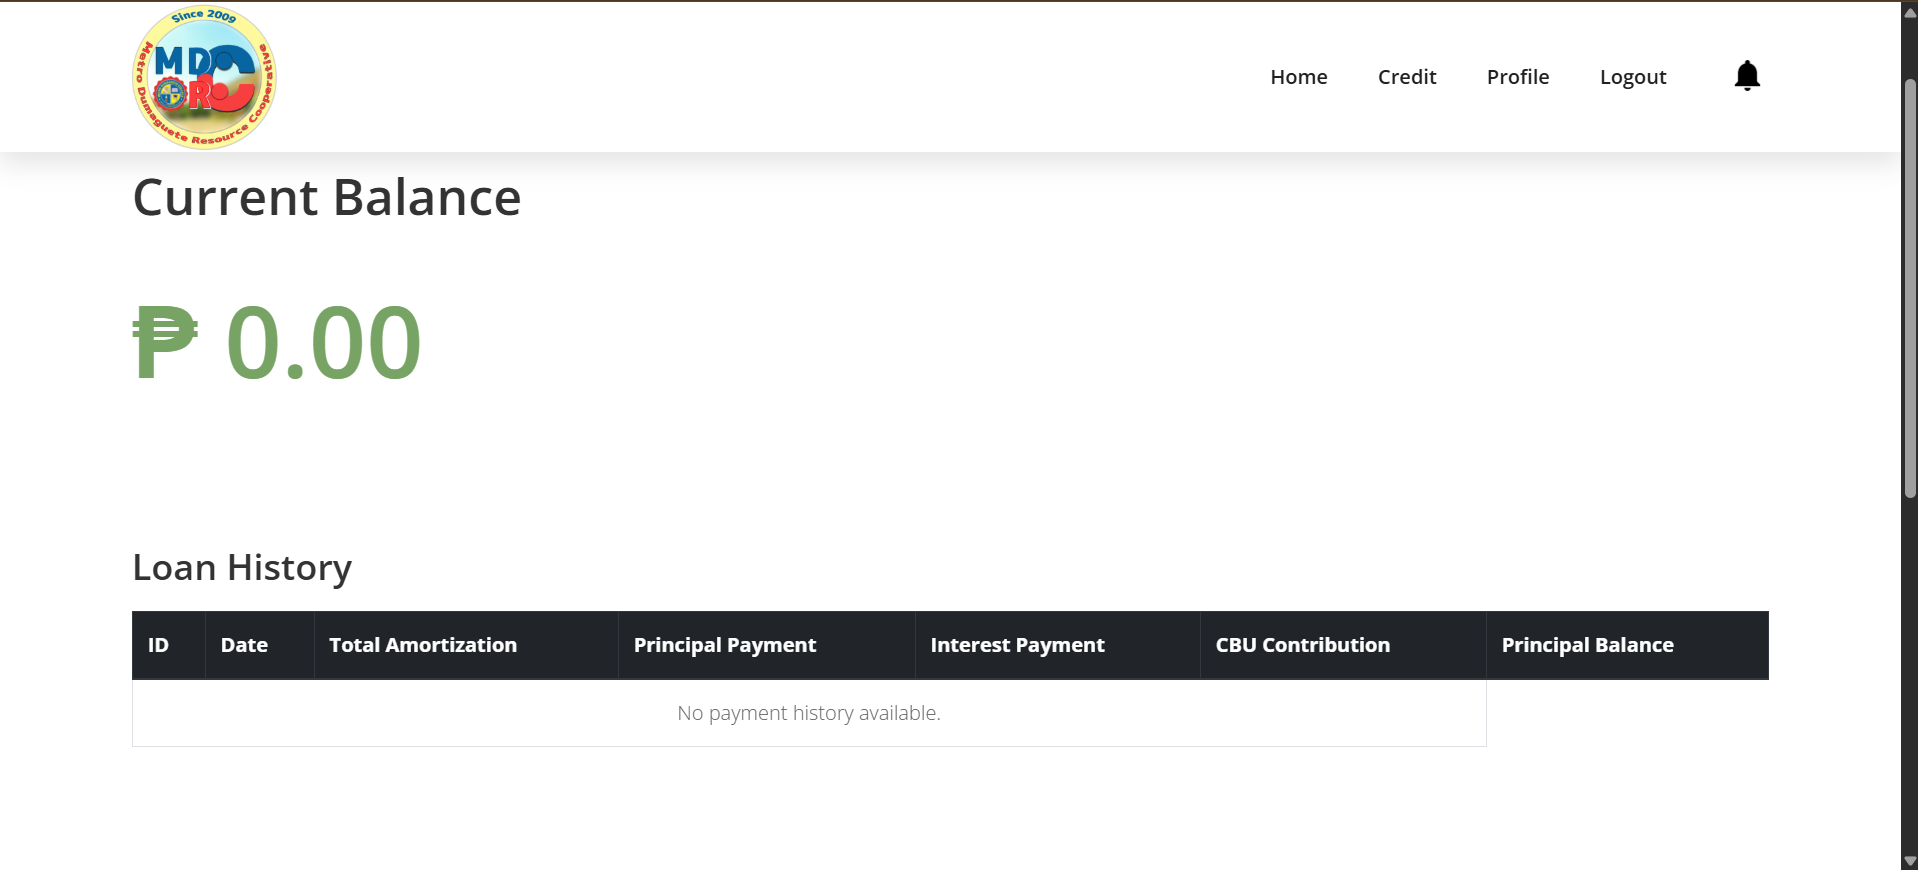 Since 2009
MDC
R
Metro Dumaguete Resource Cooperative
Home Credit Profile Logout
Current Balance
₱ 0.00
Loan History
ID Date Total Amortization Principal Payment Interest Payment CBU Contribution Principal Balance
No payment history available.